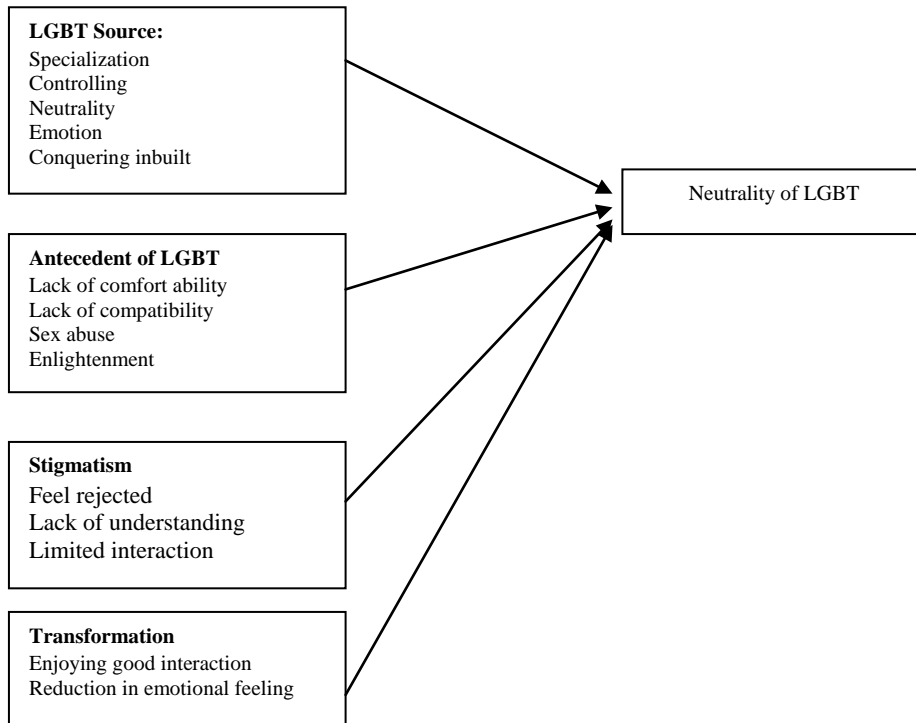 LGBT Source:
Specialization
Controlling
Neutrality
Emotion
Conquering inbuilt
Neutrality of LGBT
Antecedent of LGBT
Lack of comfort ability
Lack of compatibility
Sex abuse
Enlightenment
Stigmatism
Feel rejected
Lack of understanding
Limited interaction
Transformation
Enjoying good interaction
Reduction in emotional feeling